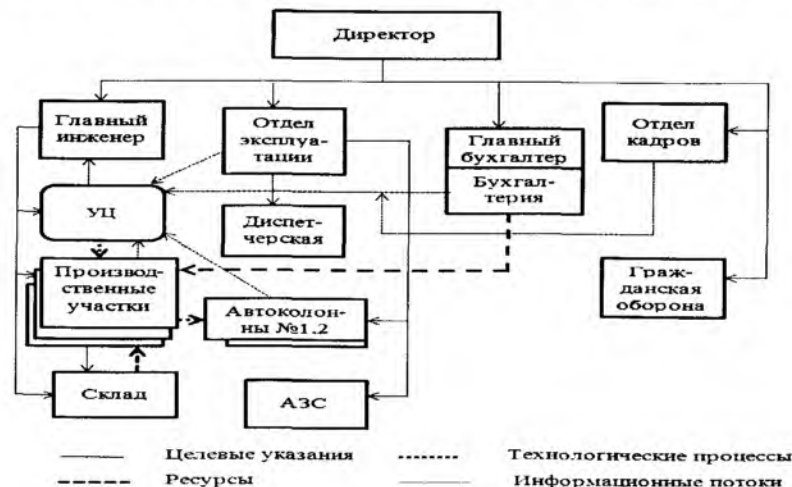 Директор
Главный
инженер
Отдел
эксплуа-
тации
Главный
бухгалтер
Бухгал-
терия
Отдел
кадров
УЦ
Диспет-
черская
Производ-
ственные
участки
Автоколон-
ны №1.2
Граж-
данская
оборона
Склад
АЗС
Целевые указания
Технологические процессы
Ресурсы
Информационные потоки